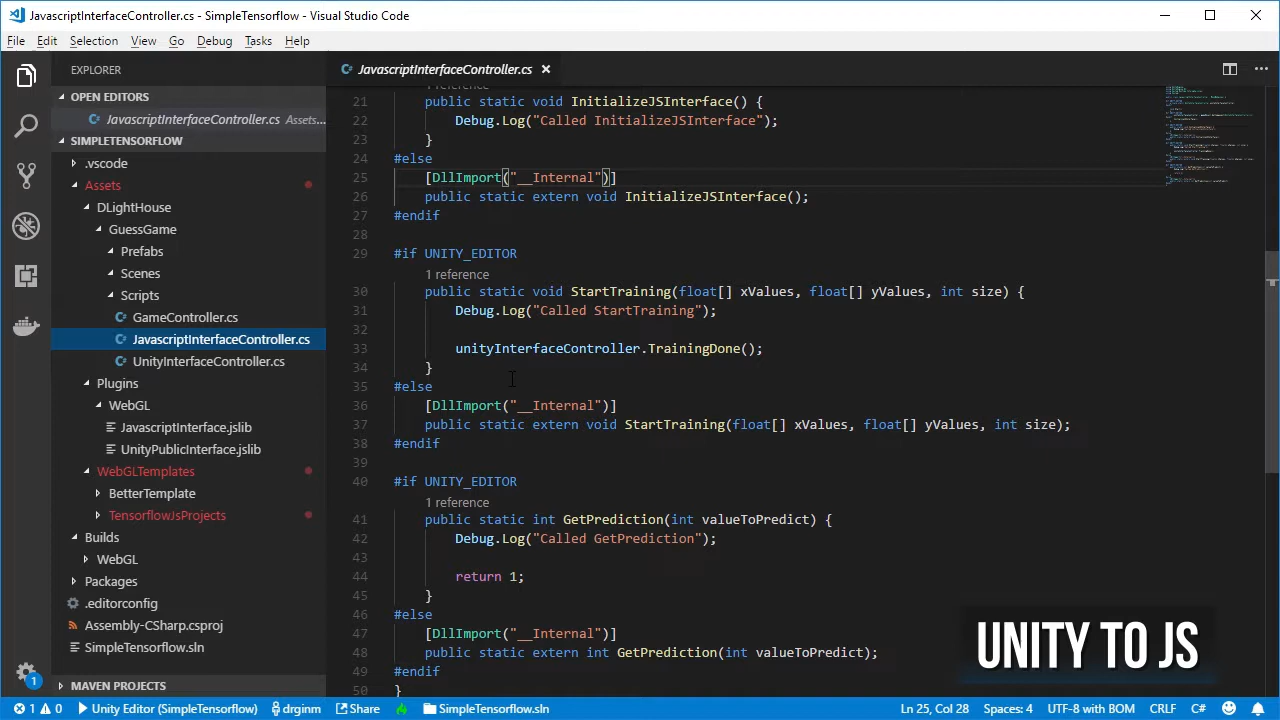 JavascriptInterfaceController.cs - SimpleTensorflow - Visual Studio Code
File Edit Selection View Go Debug Tasks Help
EXPLORER
OPEN EDITORS
JavascriptInterfaceController.cs Assets...
SIMPLETENSORFLOW
.vscode
Assets
DLightHouse
GuessGame
Prefabs
Scenes
Scripts
GameController.cs
JavascriptInterfaceController.cs
UnityInterfaceController.cs
Plugins
WebGL
JavascriptInterface.jslib
UnityPublicInterface.jslib
WebGLTemplates
BetterTemplate
TensorflowJsProjects
Builds
WebGL
Packages
.editorconfig
Assembly-CSharp.csproj
SimpleTensorflow.sln
MAVEN PROJECTS
1
JavascriptInterfaceController.cs
1 reference
21 public static void InitializeJSInterface() {
22 Debug.Log("Called InitializeJSInterface");
23 }
24 #else
25 [DllImport("__Internal")]
26 public static extern void InitializeJSInterface();
27 #endif
28
29 #if UNITY_EDITOR
1 reference
30 public static void StartTraining(float[] xValues, float[] yValues, int size) {
31 Debug.Log("Called StartTraining");
32
33 unityInterfaceController.TrainingDone();
34 }
35 #else
36 [DllImport("__Internal")]
37 public static extern void StartTraining(float[] xValues, float[] yValues, int size);
38 #endif
39
40 #if UNITY_EDITOR
1 reference
41 public static int GetPrediction(int valueToPredict) {
42 Debug.Log("Called GetPrediction");
43
44 return 1;
45 }
46 #else
47 [DllImport("__Internal")]
48 public static extern int GetPrediction(int valueToPredict);
49 #endif
50 }
UNITY TO JS
1 0 Unity Editor (SimpleTensorflow) drginm Share SimpleTensorflow.sln Ln 25, Col 28 Spaces: 4 UTF-8 with BOM CRLF C#